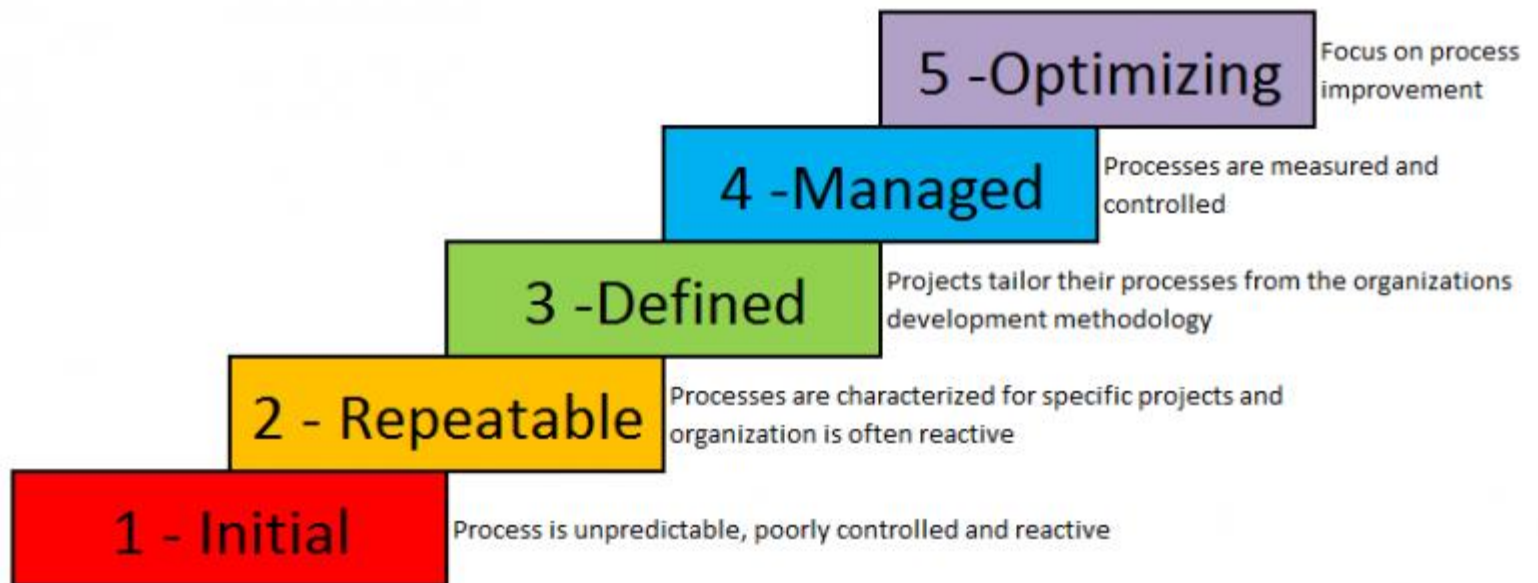 5 -Optimizing
Focus on process
improvement
4 -Managed
Processes are measured and
controlled
3 -Defined
Projects tailor their processes from the organizations
development methodology
2 - Repeatable
Processes are characterized for specific projects and
organization is often reactive
1 - Initial
Process is unpredictable, poorly controlled and reactive